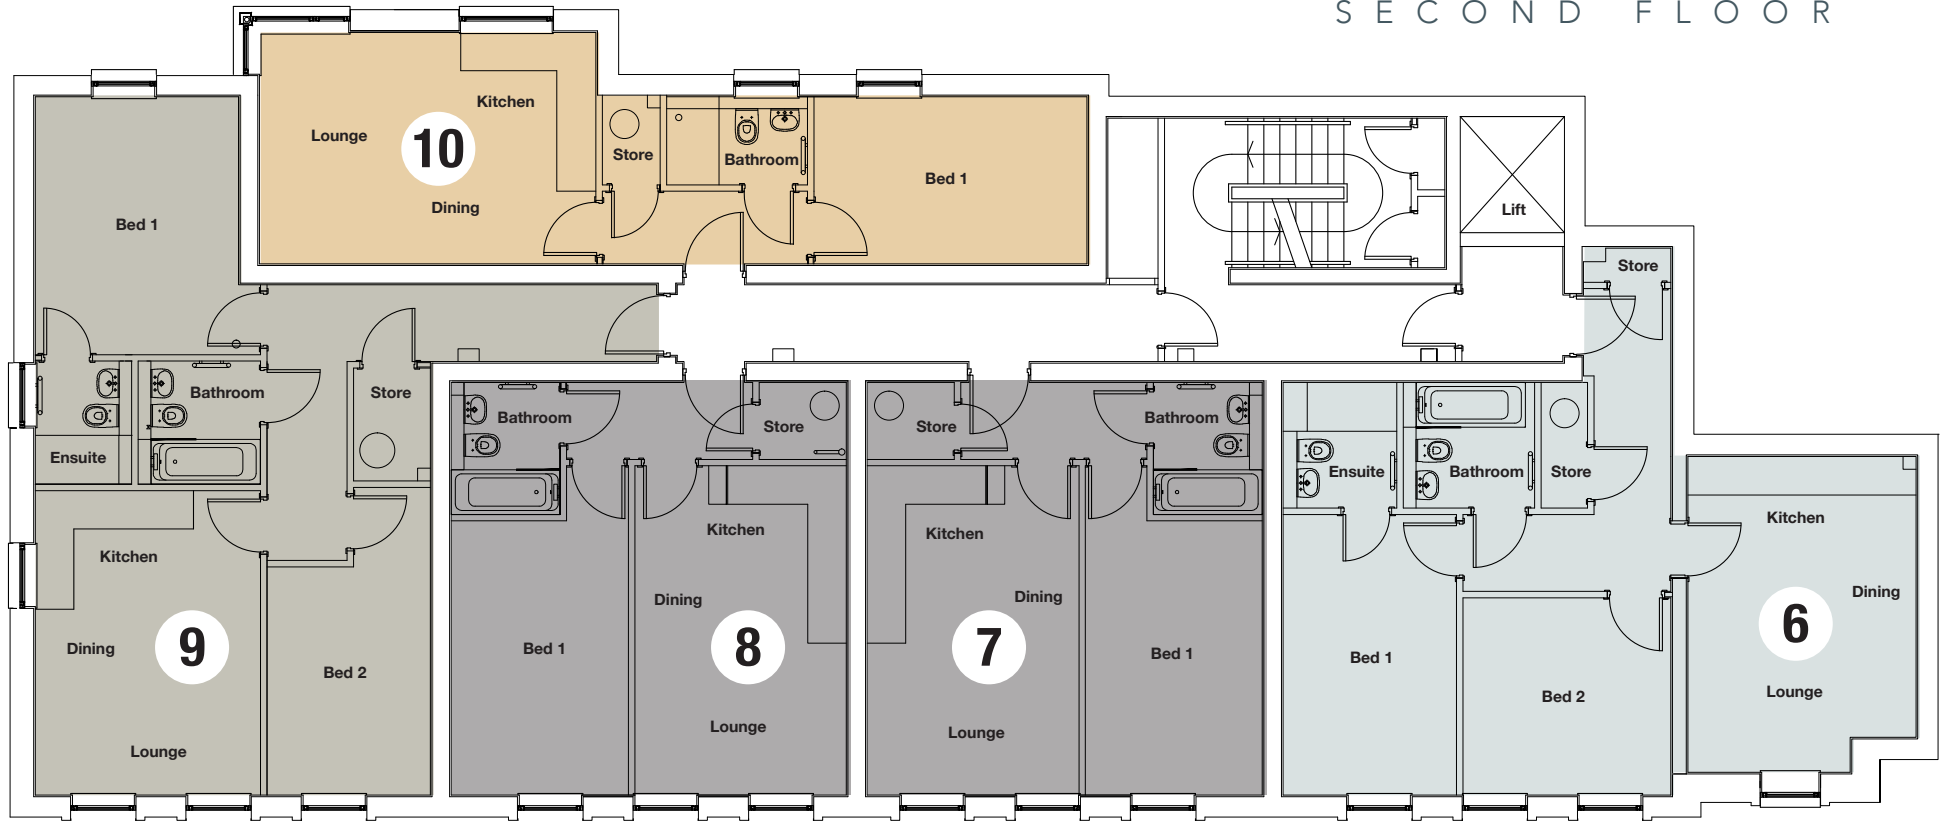 SECOND FLOOR
Kitchen
Lounge
10
Dining
Store
Bathroom
Bed 1
Lift
Store
Bed 1
Bathroom
Store
Ensuite
Kitchen
Dining
9
Bed 2
Lounge
Bathroom
Store
Kitchen
Dining
Bed 1
8
Lounge
Store
Bathroom
Kitchen
Dining
7
Bed 1
Lounge
Ensuite
Bathroom
Store
Kitchen
Dining
6
Bed 1
Bed 2
Lounge